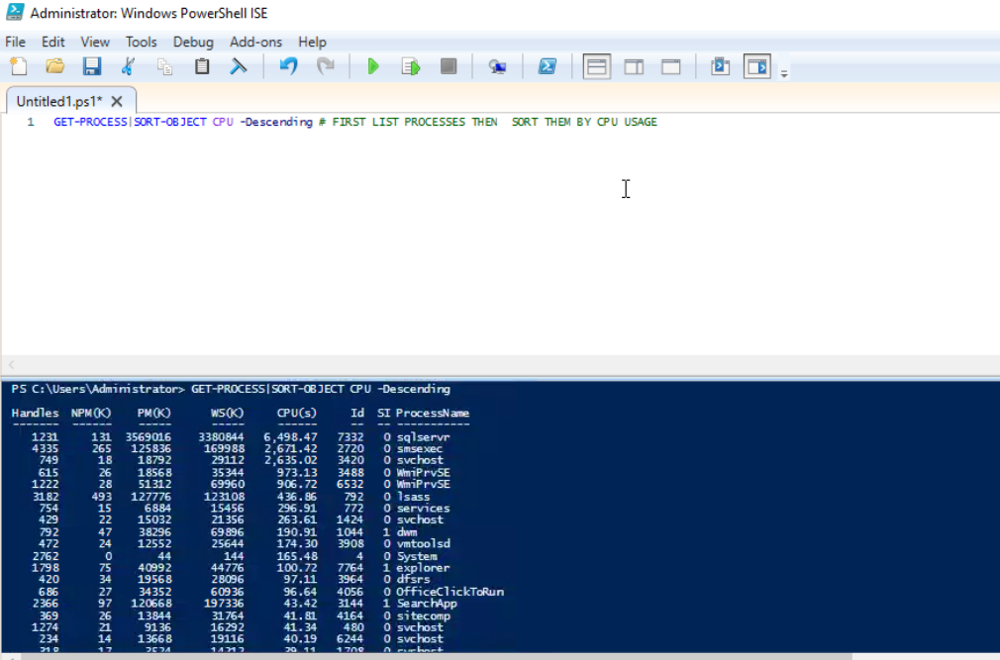 Administrator: Windows PowerShell ISE
File Edit View Tools Debug Add-ons Help
Untitled1.ps1* X
1 GET-PROCESS|SORT-OBJECT CPU -Descending # FIRST LIST PROCESSES THEN  SORT THEM BY CPU USAGE
PS C:\Users\Administrator> GET-PROCESS|SORT-OBJECT CPU -Descending
Handles NPM(K) PM(K) WS(K) CPU(s) Id SI ProcessName
------- ------ ----- ----- ------ -- -- -----------
1231 131 3569016 3380844 6,498.47 7332 0 sqlservr
4335 265 125836 169988 2,671.42 2720 0 smsexec
749 18 18792 29112 2,635.02 3420 0 svchost
615 26 18568 35344 973.13 3488 0 WmiPrvSE
1222 28 51312 69960 906.72 6532 0 WmiPrvSE
3182 493 127776 123108 436.86 792 0 lsass
754 15 6884 15456 296.91 772 0 services
429 22 15032 21356 263.61 1424 0 svchost
792 47 38296 69896 190.91 1044 1 dwm
472 24 12552 25644 174.30 3908 0 vmtoolsd
2762 0 44 144 165.48 4 0 System
1798 75 40992 44776 100.72 7764 1 explorer
420 34 19568 28096 97.11 3964 0 dfsrs
686 27 34352 60936 96.64 4056 0 OfficeClickToRun
2366 97 120668 197336 43.42 3144 1 SearchApp
369 26 13844 31764 41.81 4164 0 sitecomp
1274 21 9136 16292 41.34 480 0 svchost
234 14 13668 19116 40.19 6244 0 svchost